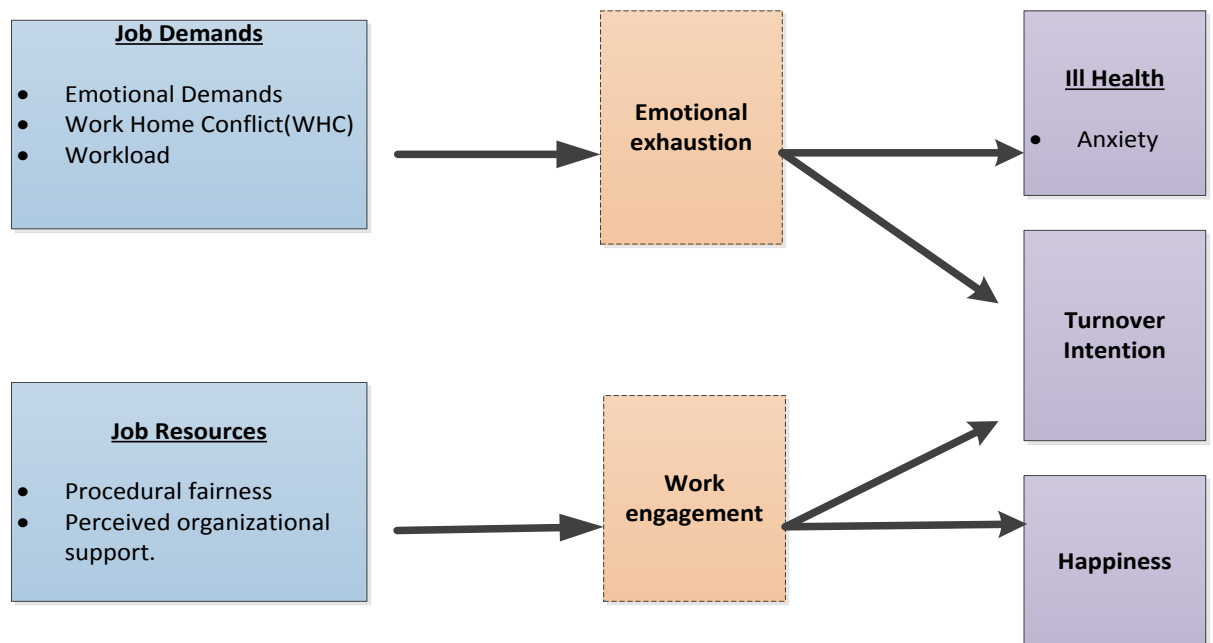 Job Demands
• Emotional Demands
• Work Home Conflict(WHC)
• Workload
Emotional
exhaustion
Ill Health
• Anxiety
Turnover
Intention
Job Resources
• Procedural fairness
• Perceived organizational
support.
Work
engagement
Happiness